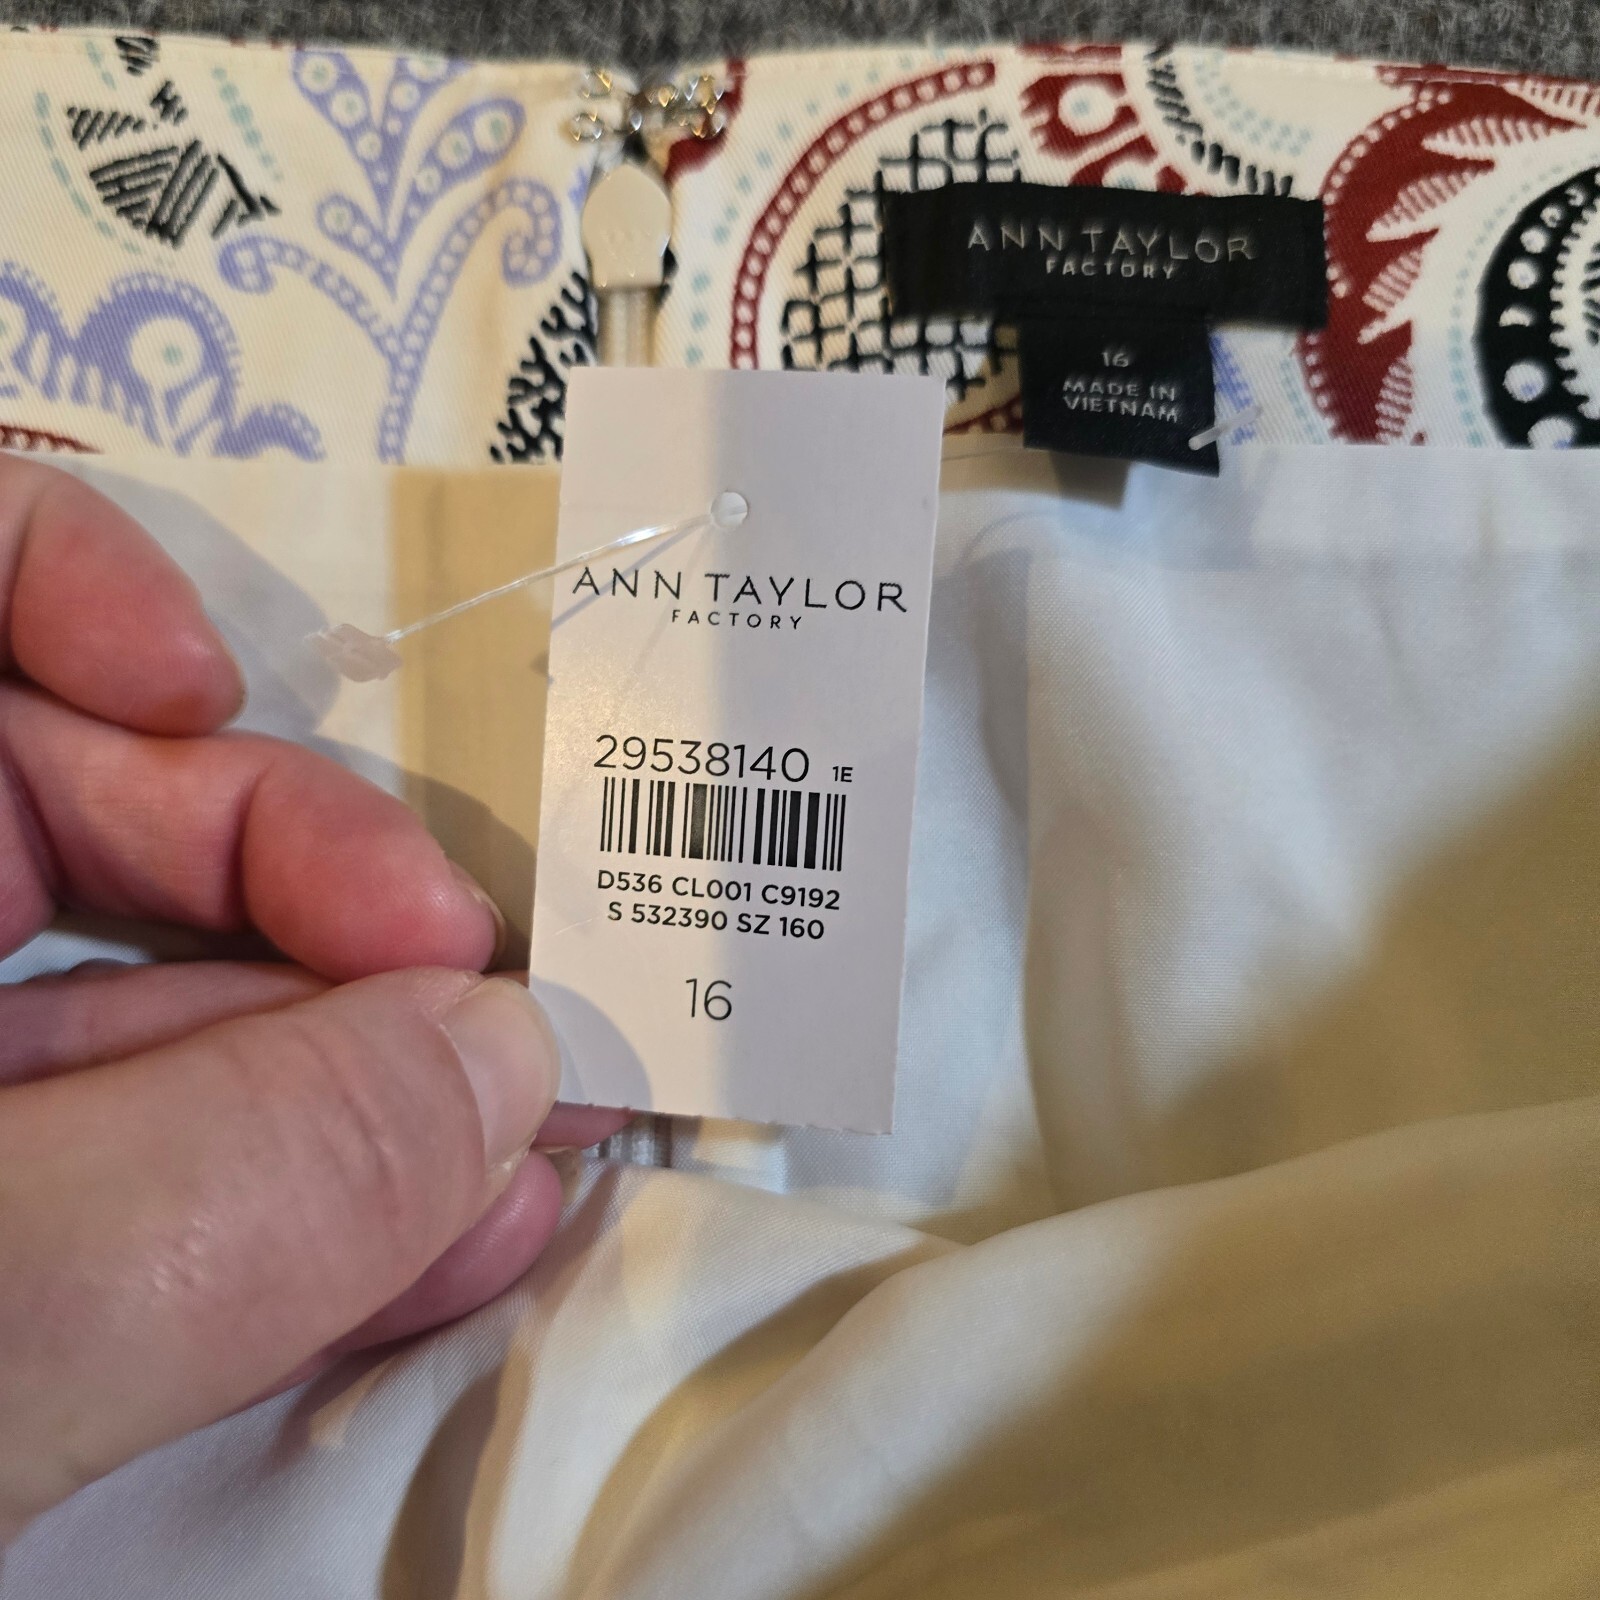 ANN TAYLOR
FACTORY
16
MADE IN
VIETNAM
ANN TAYLOR
FACTORY
29538140 1E
D536 CL001 C9192
S 532390 SZ 160
16